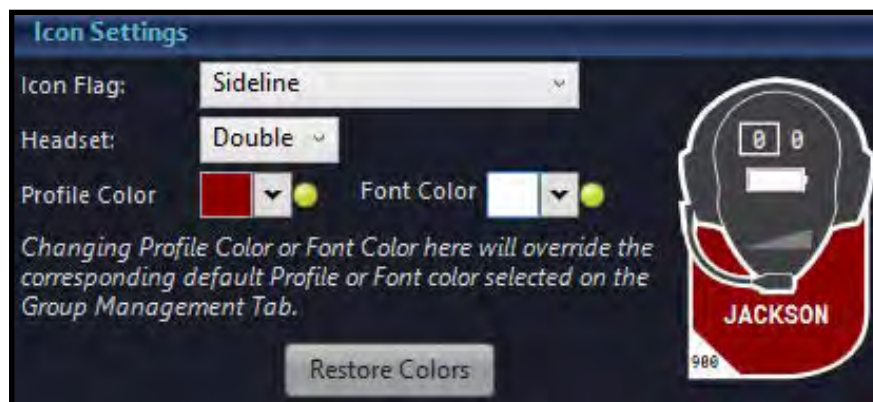 Icon Settings
Icon Flag: Sideline
Headset: Double
Profile Color Font Color
Changing Profile Color or Font Color here will override the
corresponding default Profile or Font color selected on the
Group Management Tab.
Restore Colors
0 0
JACKSON
900